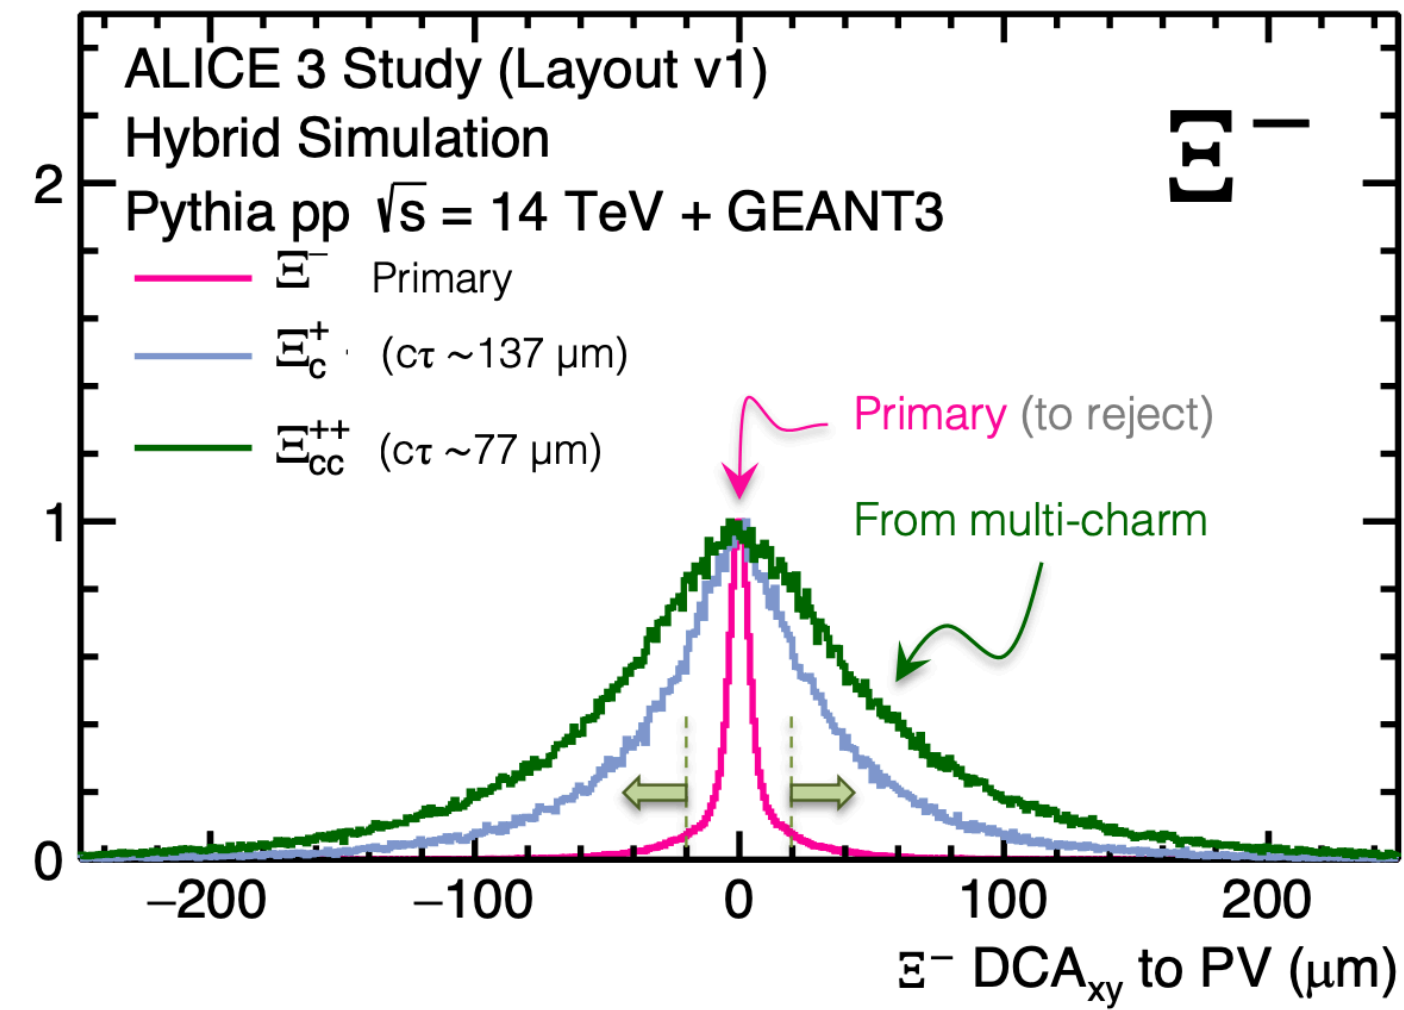 ALICE 3 Study (Layout v1)
Hybrid Simulation
Pythia pp √s = 14 TeV + GEANT3
Ξ⁻
Ξ⁻ Primary
Ξc⁺ (cτ ~137 μm)
Ξcc⁺⁺ (cτ ~77 μm)
Primary (to reject)
From multi-charm
2
1
0
−200 −100 0 100 200
Ξ⁻ DCAxy to PV (μm)